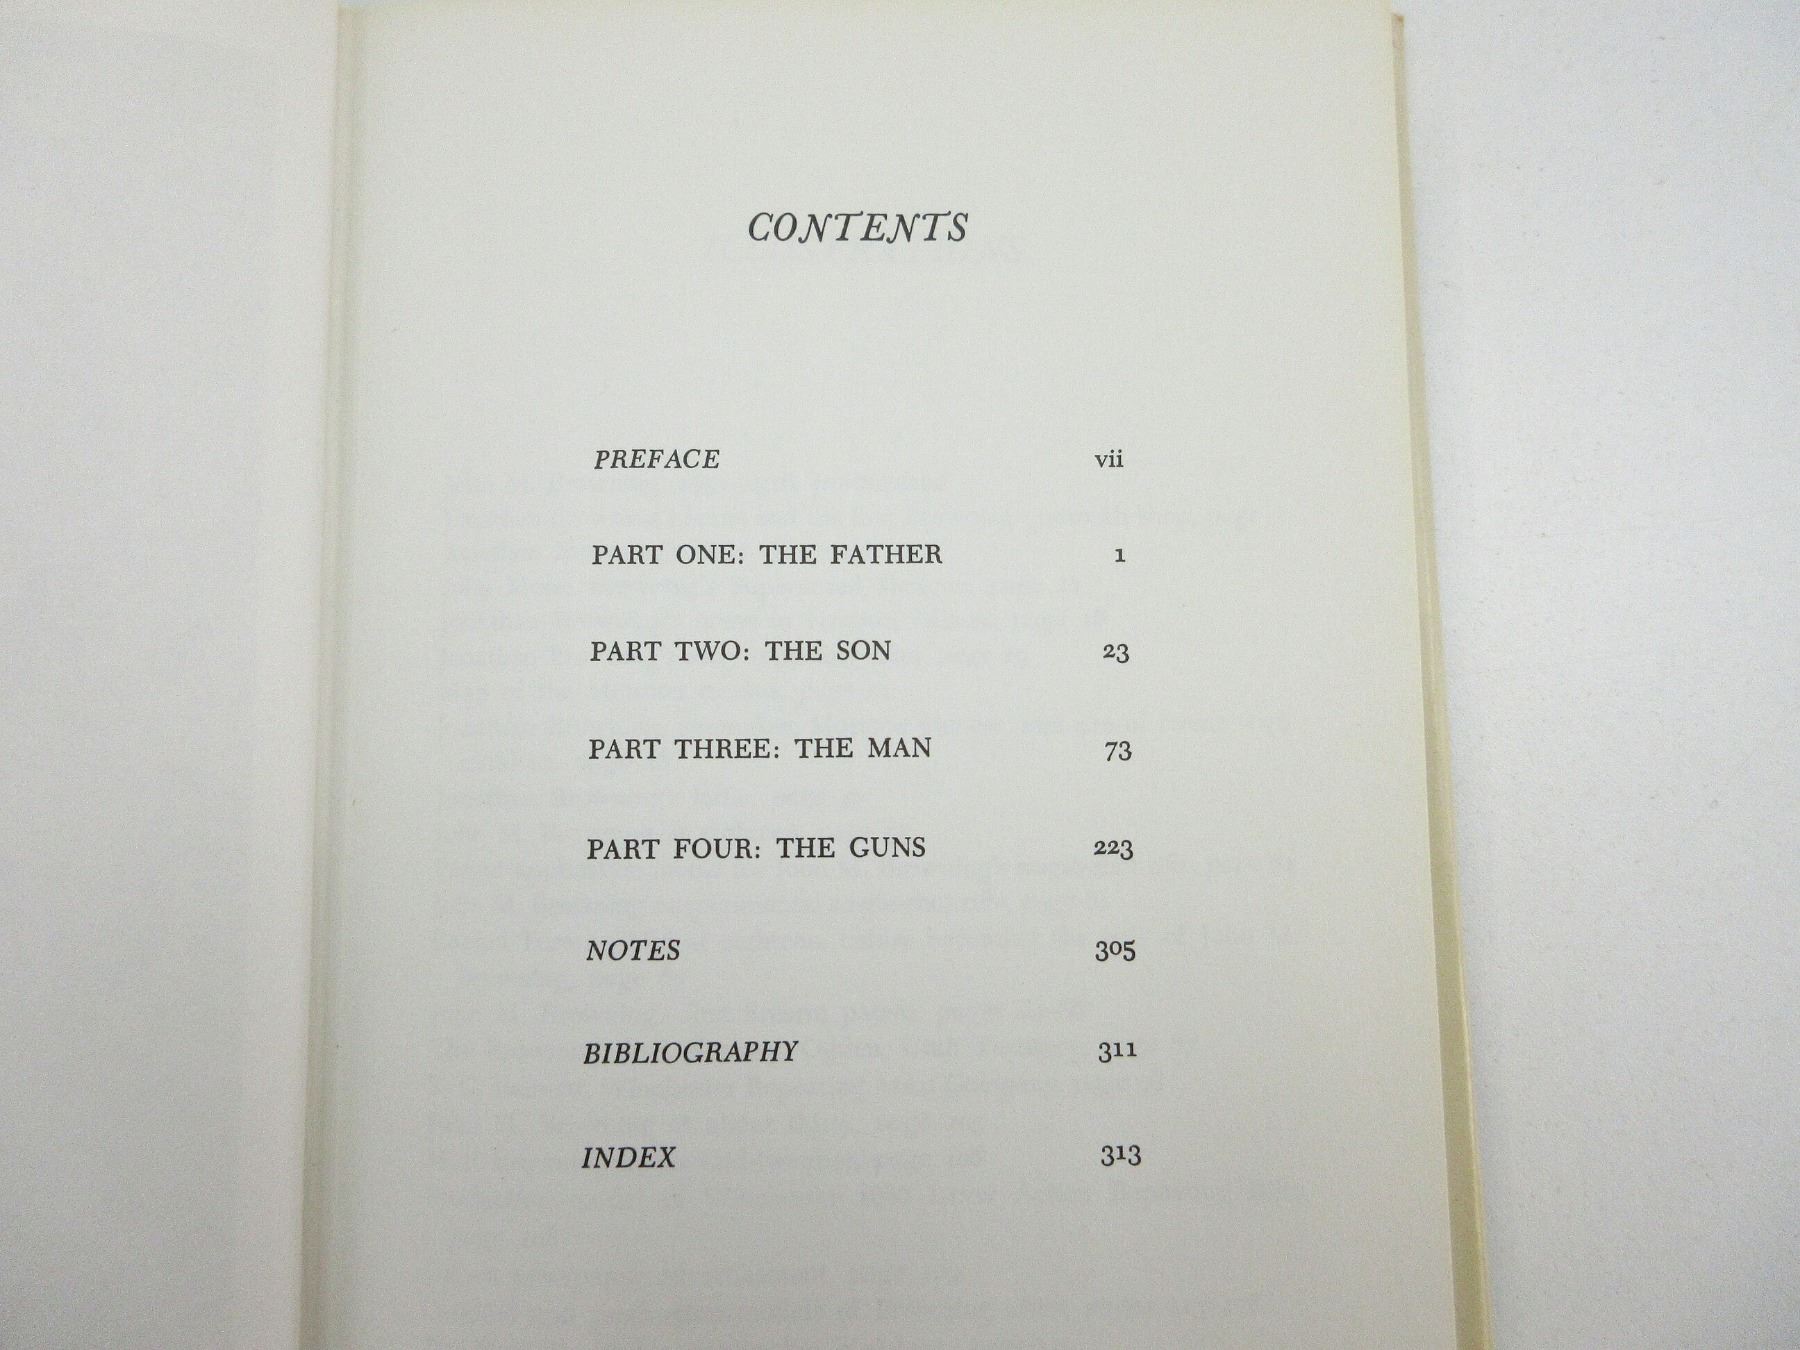 CONTENTS
PREFACE vii
PART ONE: THE FATHER 1
PART TWO: THE SON 23
PART THREE: THE MAN 73
PART FOUR: THE GUNS 223
NOTES 305
BIBLIOGRAPHY 311
INDEX 313